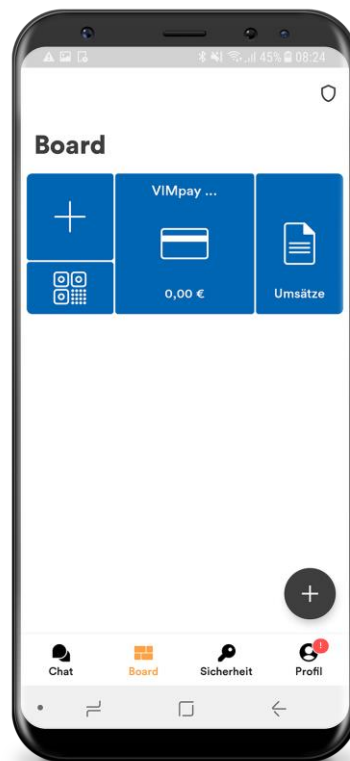 45% 08:24
Board
VIMpay ...
0,00 €
Umsätze
Chat
Board
Sicherheit
Profil